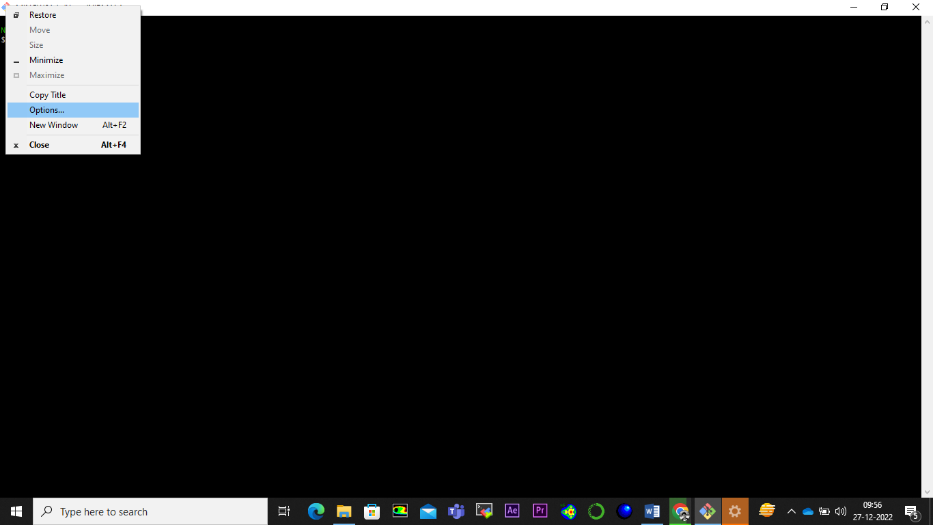 Restore
Move
Size
Minimize
Maximize
Copy Title
Options...
New Window Alt+F2
Close Alt+F4
Type here to search
Ae
Pr
09:56
27-12-2022
5